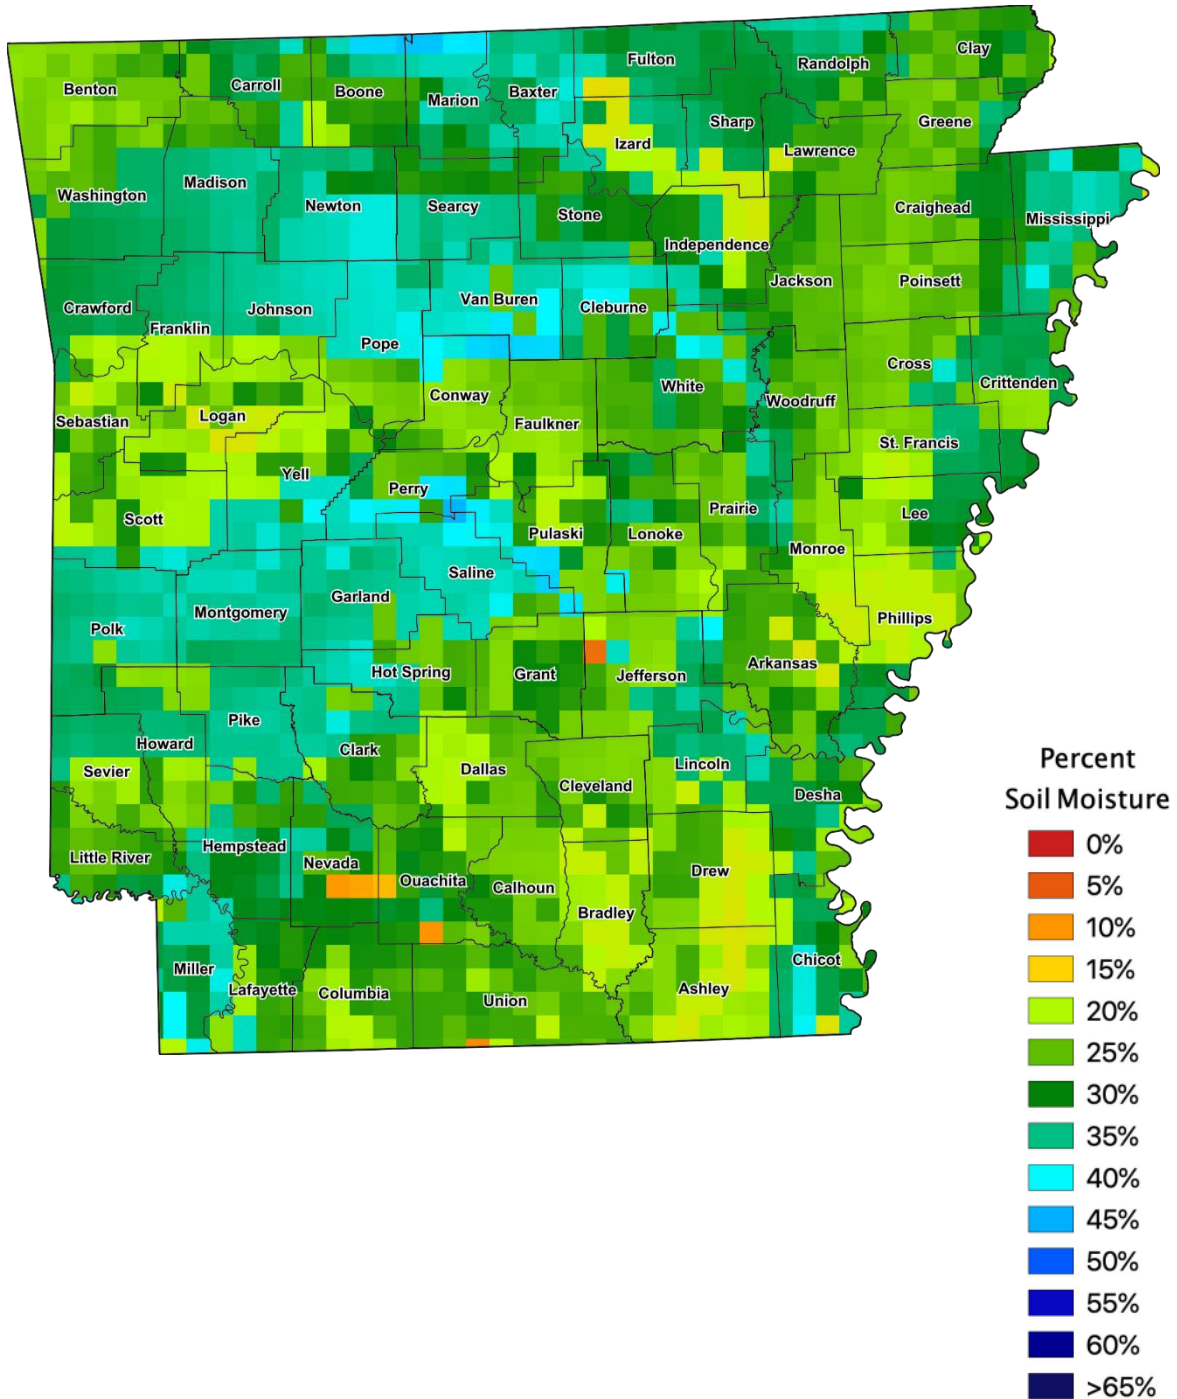 Clay
Fulton
Randolph
Carroll
Benton
Boone
Baxter
Marion
Sharp
Greene
Izard
Lawrence
Madison
Washington
Newton
Searcy
Craighead
Stone
Mississippi
Independence
Jackson
Poinsett
Van Buren
Crawford
Johnson
Cleburne
Franklin
Pope
Cross
Crittenden
White
Conway
Woodruff
Logan
Sebastian
Faulkner
St. Francis
Yell
Perry
Prairie
Lee
Scott
Pulaski
Lonoke
Monroe
Saline
Garland
Montgomery
Phillips
Polk
Arkansas
Hot Spring
Grant
Jefferson
Pike
Howard
Clark
Lincoln
Sevier
Dallas
Cleveland
Desha
Hempstead
Little River
Nevada
Drew
Ouachita
Calhoun
Bradley
Chicot
Miller
Lafayette
Columbia
Ashley
Union
Percent
Soil Moisture
0%
5%
10%
15%
20%
25%
30%
35%
40%
45%
50%
55%
60%
>65%